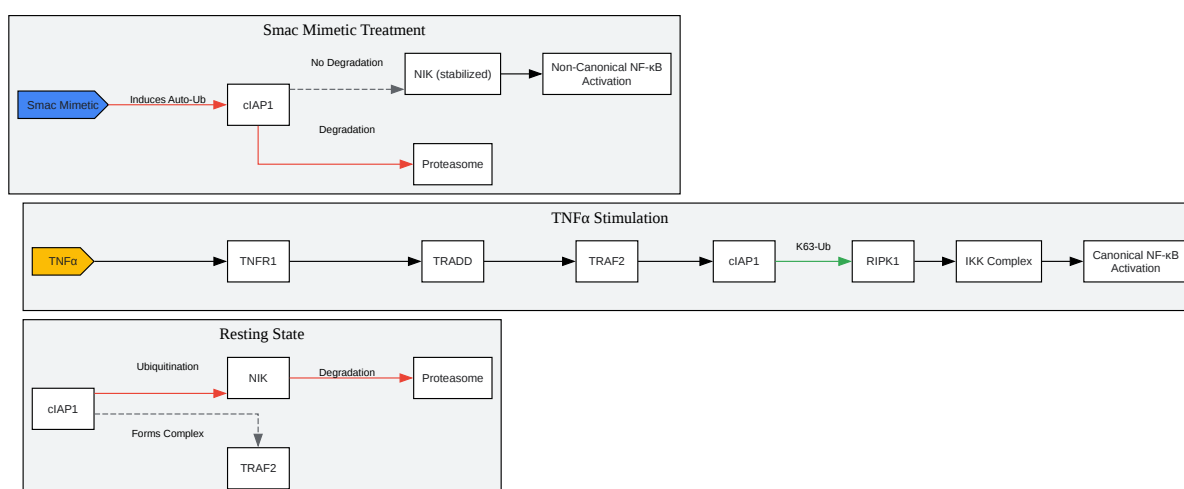 Smac Mimetic Treatment
No Degradation
NIK (stabilized)
Non-Canonical NF-κB
Activation
Smac Mimetic
Induces Auto-Ub
cIAP1
Degradation
Proteasome
TNFα Stimulation
TNFα
TNFR1
TRADD
TRAF2
cIAP1
K63-Ub
RIPK1
IKK Complex
Canonical NF-κB
Activation
Resting State
Ubiquitination
cIAP1
NIK
Degradation
Proteasome
Forms Complex
TRAF2